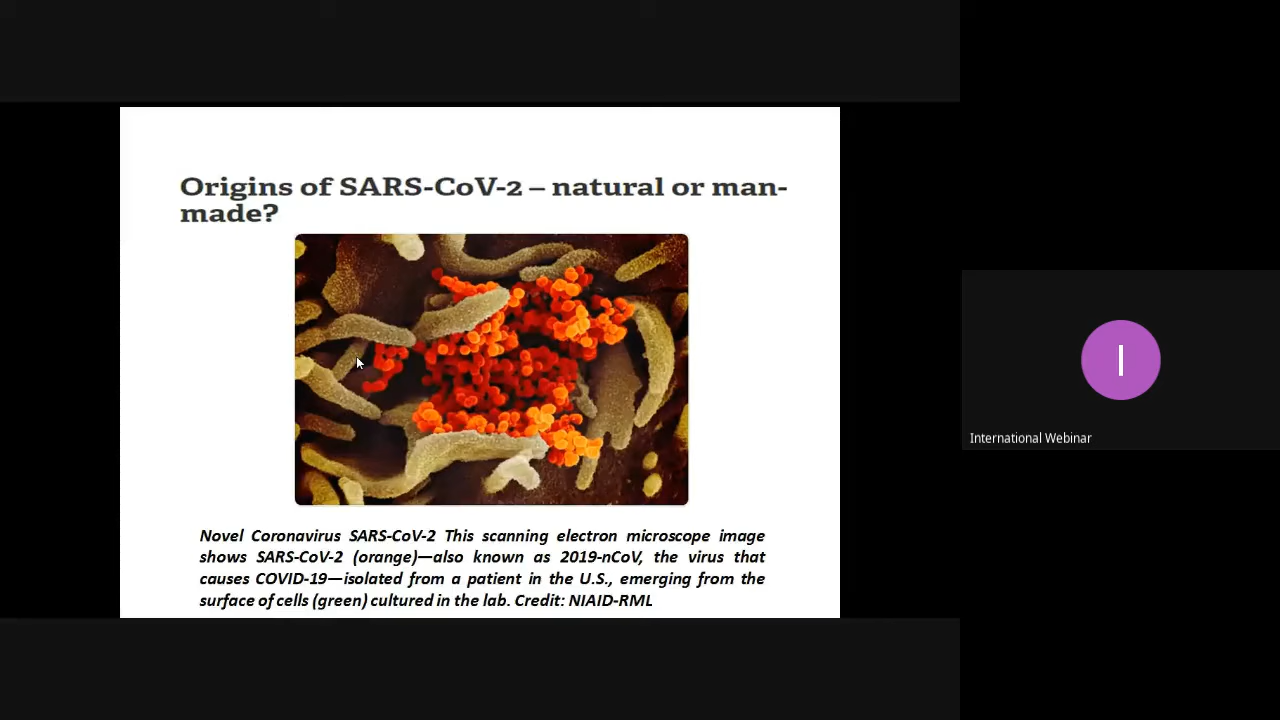 Origins of SARS-CoV-2 – natural or man-
made?
Novel Coronavirus SARS-CoV-2 This scanning electron microscope image
shows SARS-CoV-2 (orange)—also known as 2019-nCoV, the virus that
causes COVID-19—isolated from a patient in the U.S., emerging from the
surface of cells (green) cultured in the lab. Credit: NIAID-RML
I
International Webinar